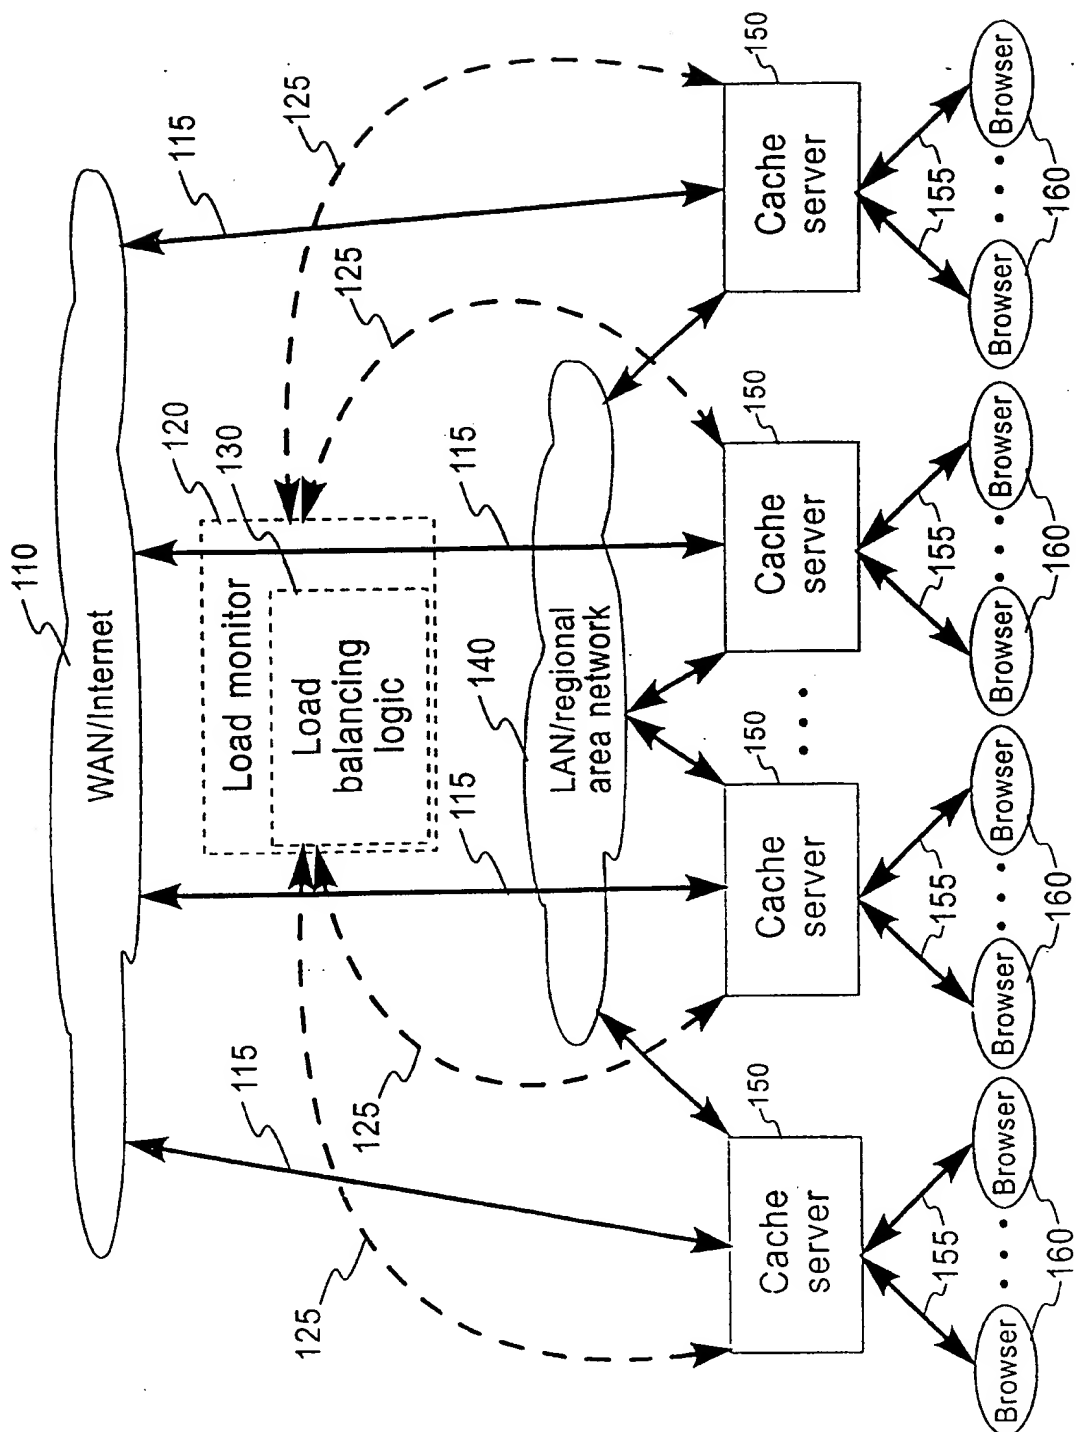 110
WAN/Internet
115
120
130
Load monitor
115
125
125
Load
balancing
logic
125
125
115
115
140
LAN/regional
area network
150
150
150
150
Cache
server
Cache
server
Cache
server
Cache
server
155
155
155
155
Browser
Browser
Browser
Browser
Browser
Browser
Browser
Browser
160
160
160
160